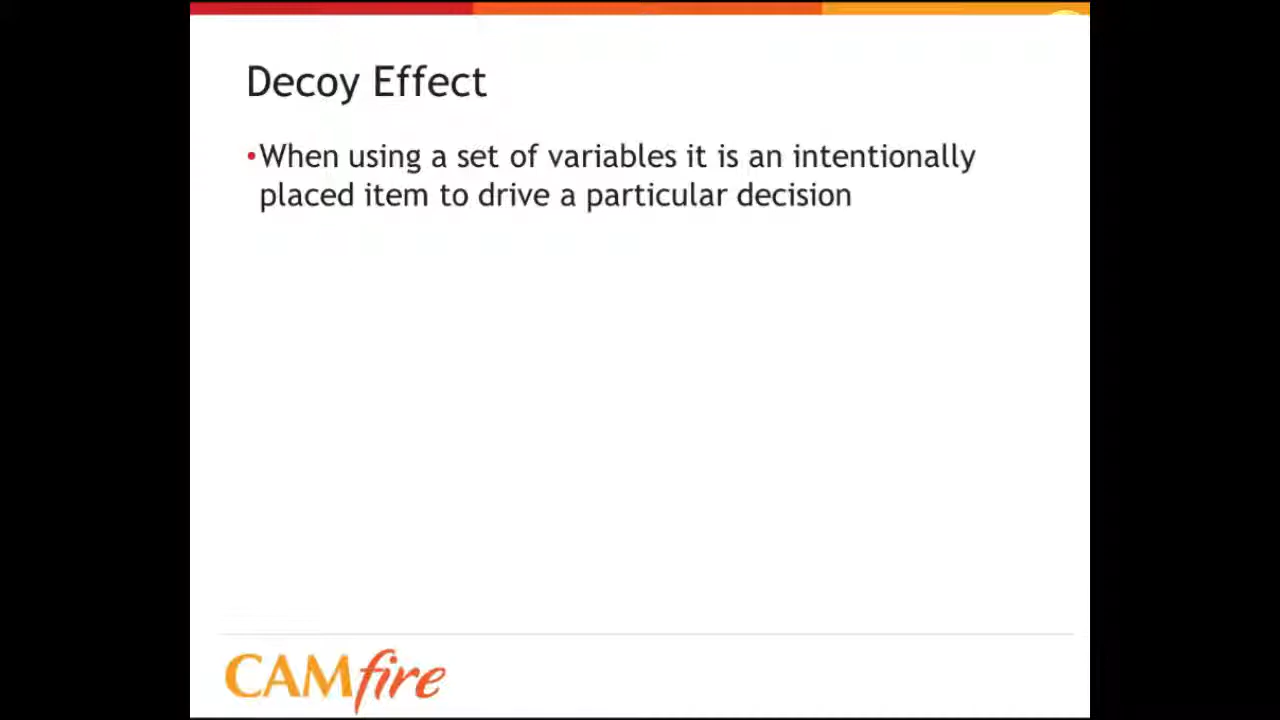 Decoy Effect
•When using a set of variables it is an intentionally
placed item to drive a particular decision
CAMfire